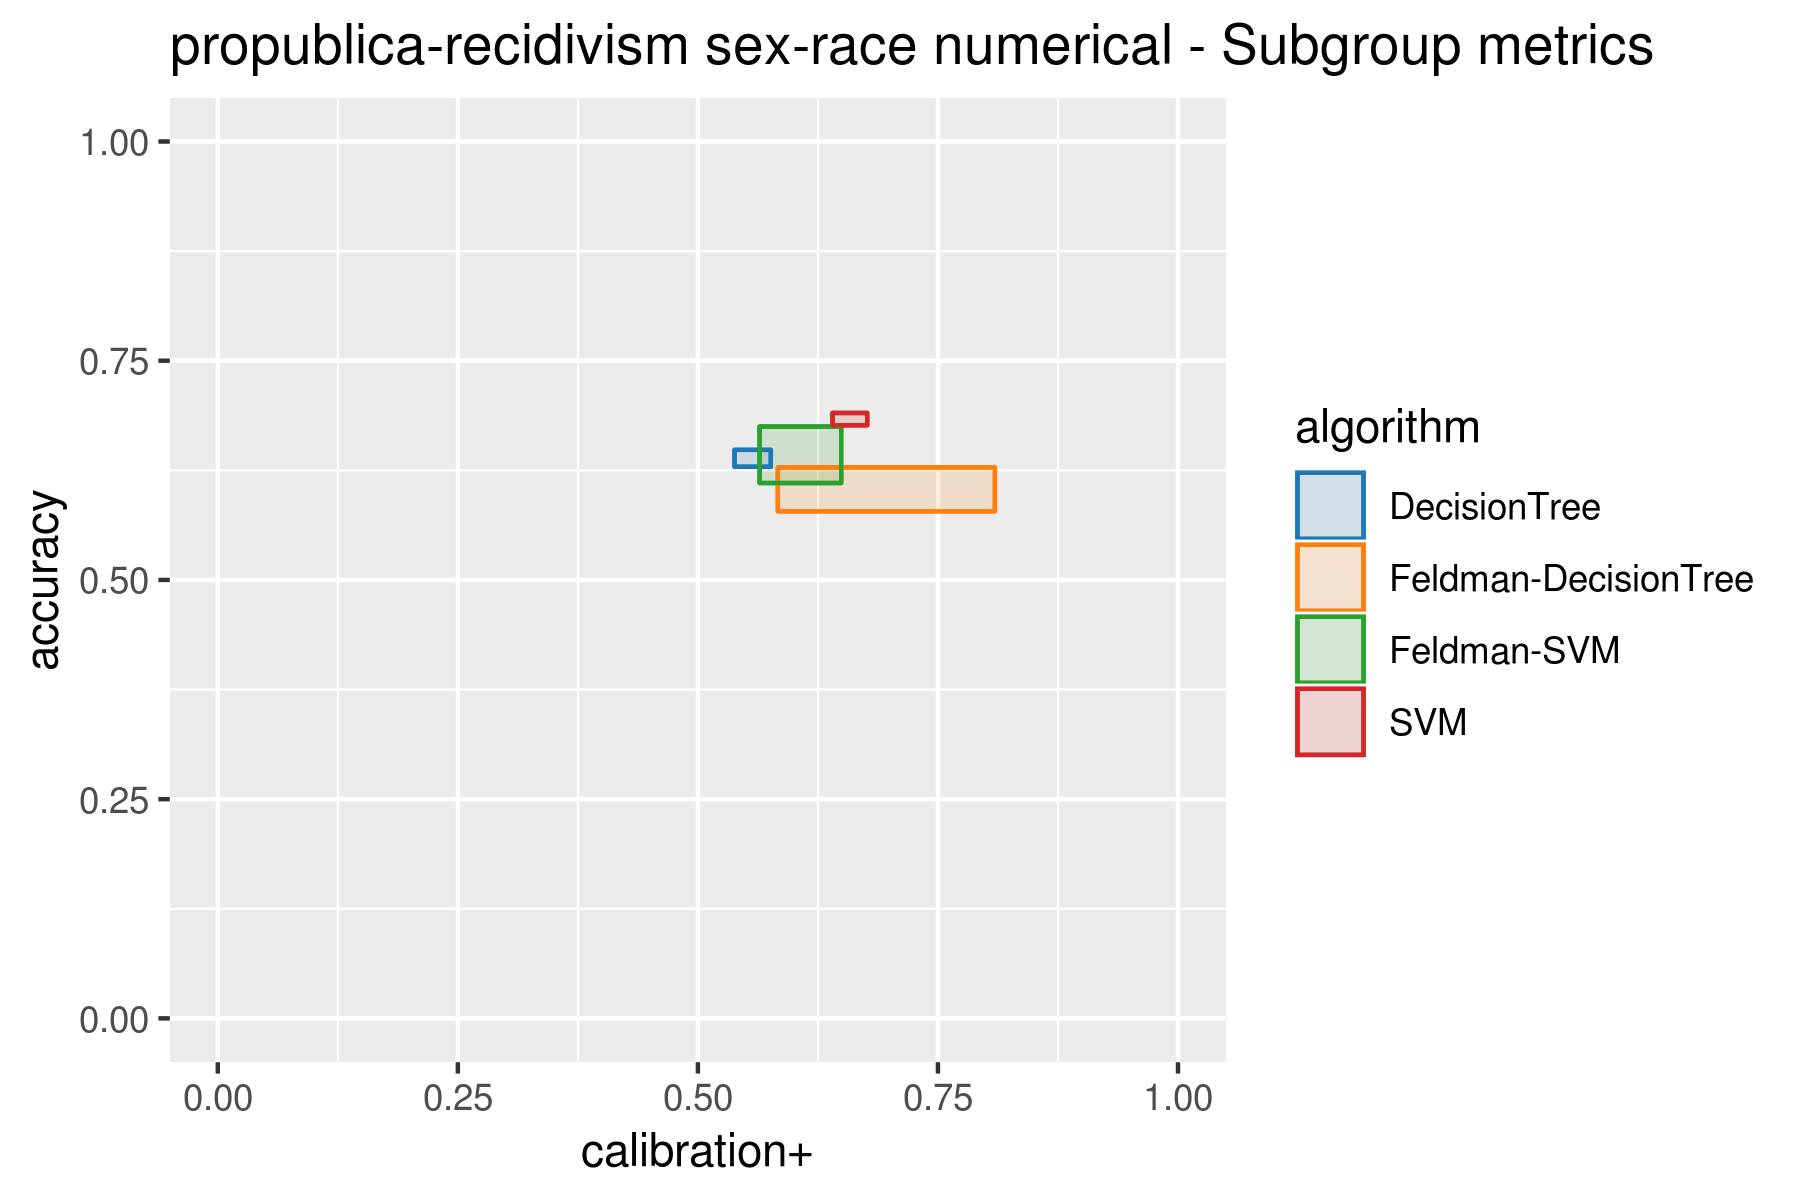 propublica-recidivism sex-race numerical - Subgroup metrics
accuracy
1.00
0.75
0.50
0.25
0.00
0.00 0.25 0.50 0.75 1.00
calibration+
algorithm
DecisionTree
Feldman-DecisionTree
Feldman-SVM
SVM